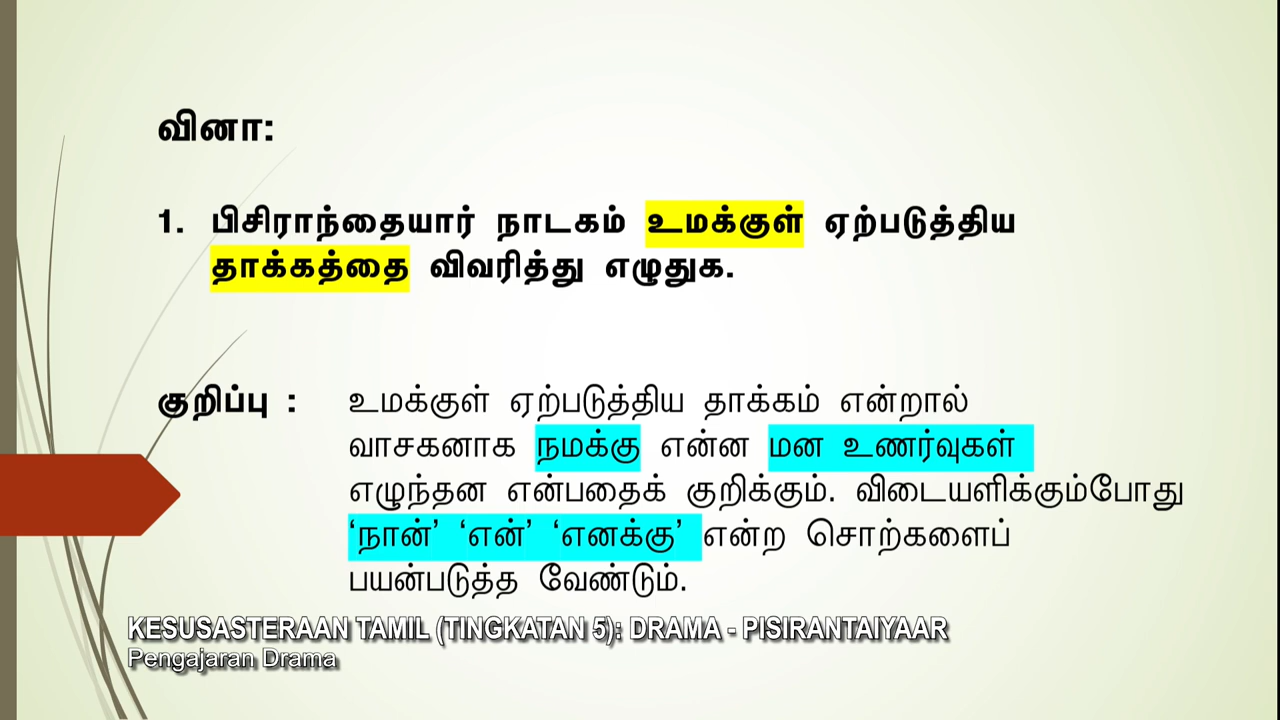 வினா:
1. பிசிராந்தையார் நாடகம் உமக்குள் ஏற்படுத்திய
தாக்கத்தை விவரித்து எழுதுக.
குறிப்பு : உமக்குள் ஏற்படுத்திய தாக்கம் என்றால்
வாசகனாக நமக்கு என்ன மன உணர்வுகள்
எழுந்தன என்பதைக் குறிக்கும். விடையளிக்கும்போது
‘நான்’ ‘என்’ ‘எனக்கு’ என்ற சொற்களைப்
பயன்படுத்த வேண்டும்.
KESUSASTERAAN TAMIL (TINGKATAN 5): DRAMA - PISIRANTAIYAAR
Pengajaran Drama